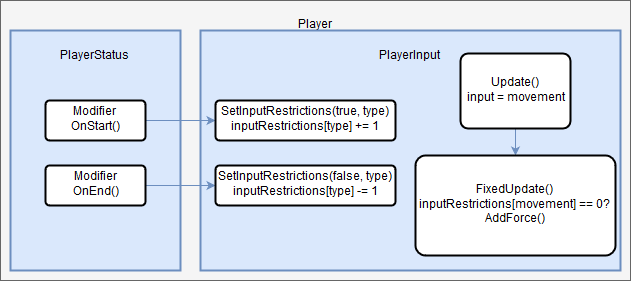 Player
PlayerStatus
PlayerInput
Modifier
OnStart()
SetInputRestrictions(true, type)
inputRestrictions[type] += 1
Update()
input = movement
Modifier
OnEnd()
SetInputRestrictions(false, type)
inputRestrictions[type] -= 1
FixedUpdate()
inputRestrictions[movement] == 0?
AddForce()